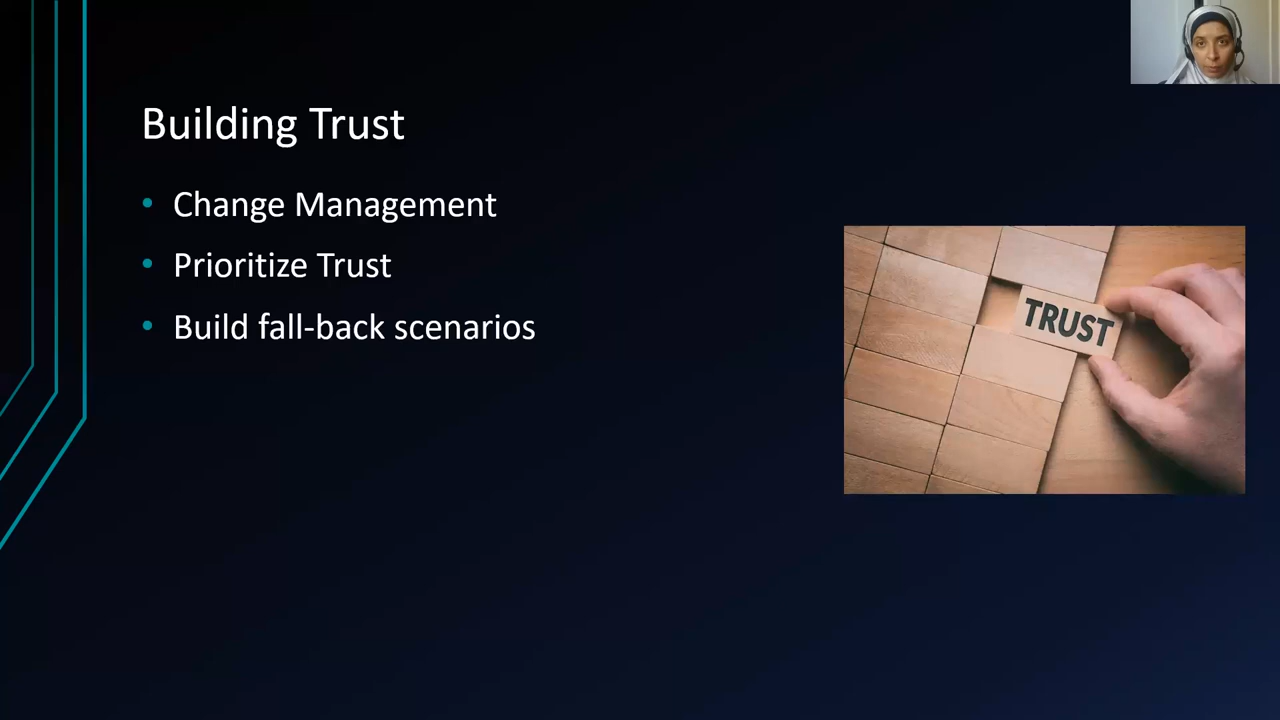 Building Trust
• Change Management
• Prioritize Trust
• Build fall-back scenarios
TRUST